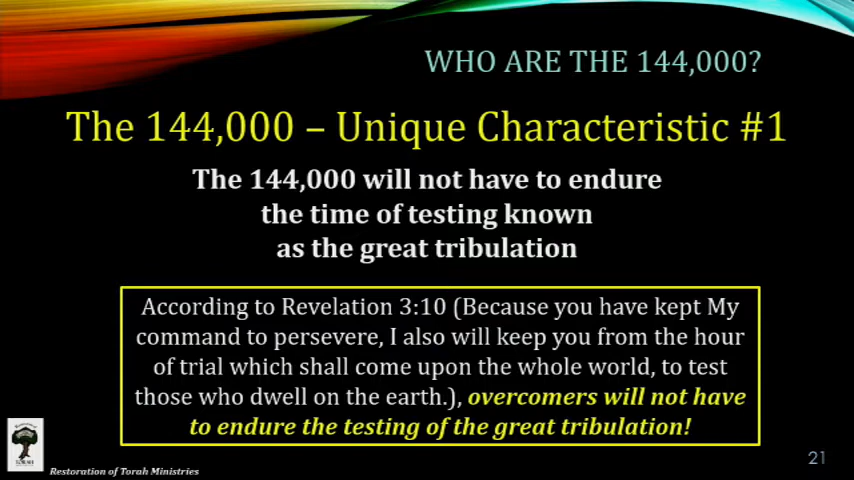 WHO ARE THE 144,000?
The 144,000 – Unique Characteristic #1
The 144,000 will not have to endure
the time of testing known
as the great tribulation
According to Revelation 3:10 (Because you have kept My
command to persevere, I also will keep you from the hour
of trial which shall come upon the whole world, to test
those who dwell on the earth.), overcomers will not have
to endure the testing of the great tribulation!
TORAH
Restoration of Torah Ministries
21